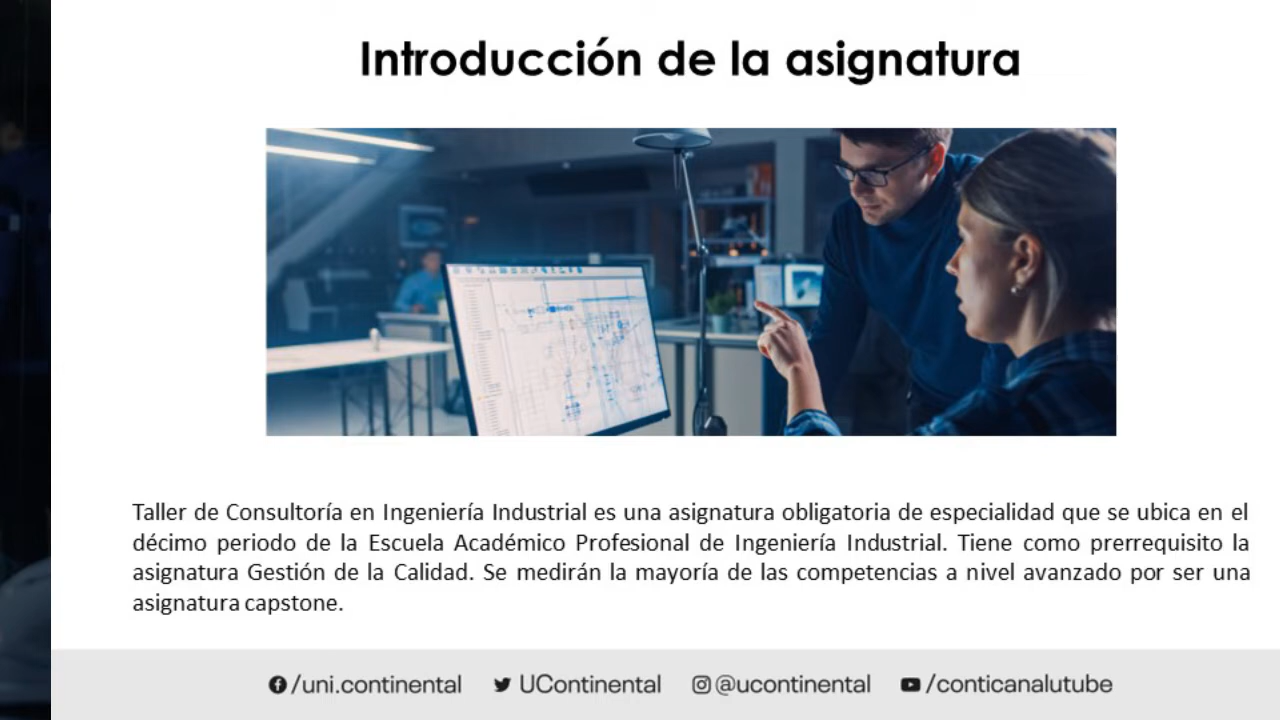 Introducción de la asignatura
Taller de Consultoría en Ingeniería Industrial es una asignatura obligatoria de especialidad que se ubica en el
décimo periodo de la Escuela Académico Profesional de Ingeniería Industrial. Tiene como prerrequisito la
asignatura Gestión de la Calidad. Se medirán la mayoría de las competencias a nivel avanzado por ser una
asignatura capstone.
/uni.continental UContinental @ucontinental /conticanalutube